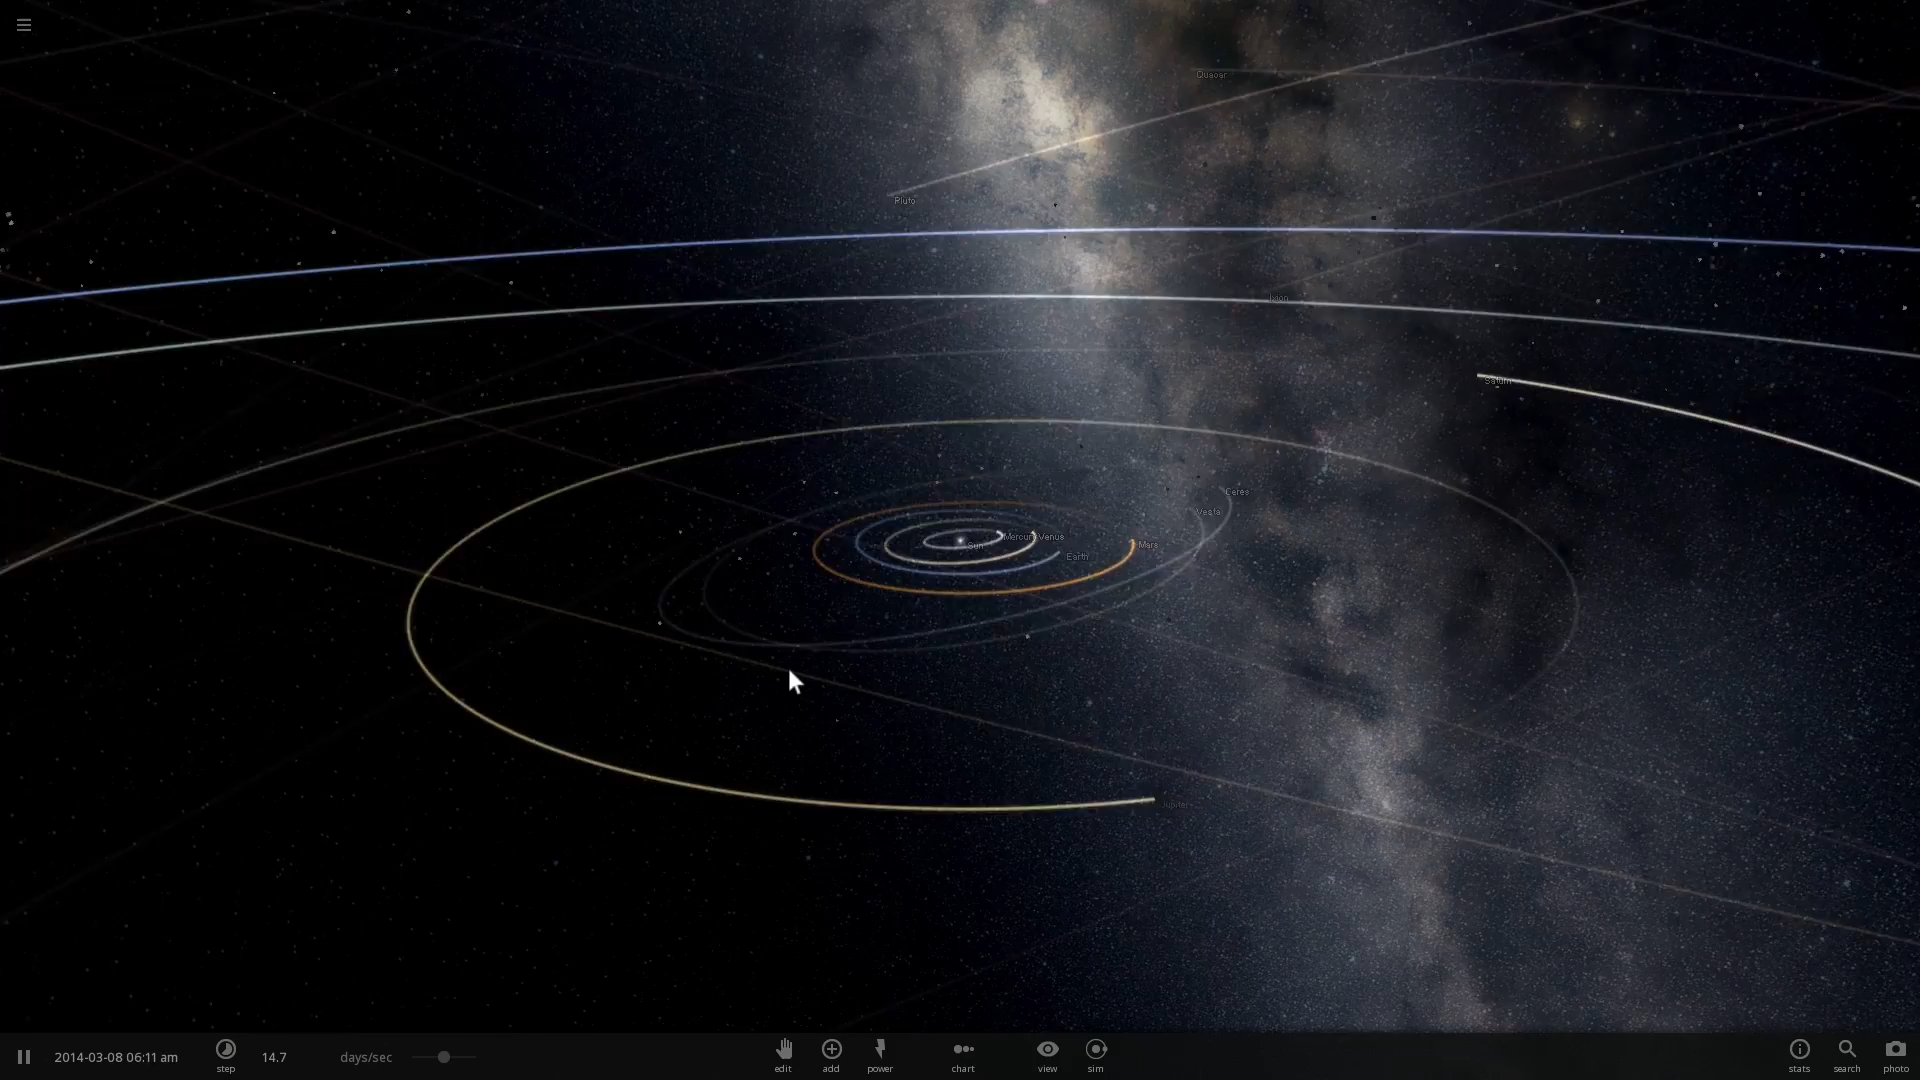 Quaoar
Pluto
Ixion
Saturn
Ceres
Vesta
Sun
Mercury
Venus
Mars
Earth
Jupiter
2014-03-08 06:11 am
step
14.7
days/sec
edit
add
power
chart
view
sim
stats
search
photo